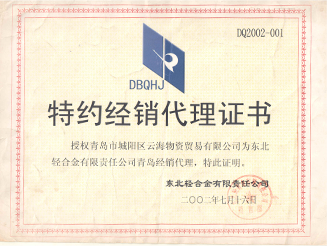 DQ2002-001
DBQHJ
特约经销代理证书
授权青岛市城阳区云海物资贸易有限公司为东北
轻合金有限责任公司青岛经销代理，特此证明。
东北轻合金有限责任公司
二〇〇二年七月十六日